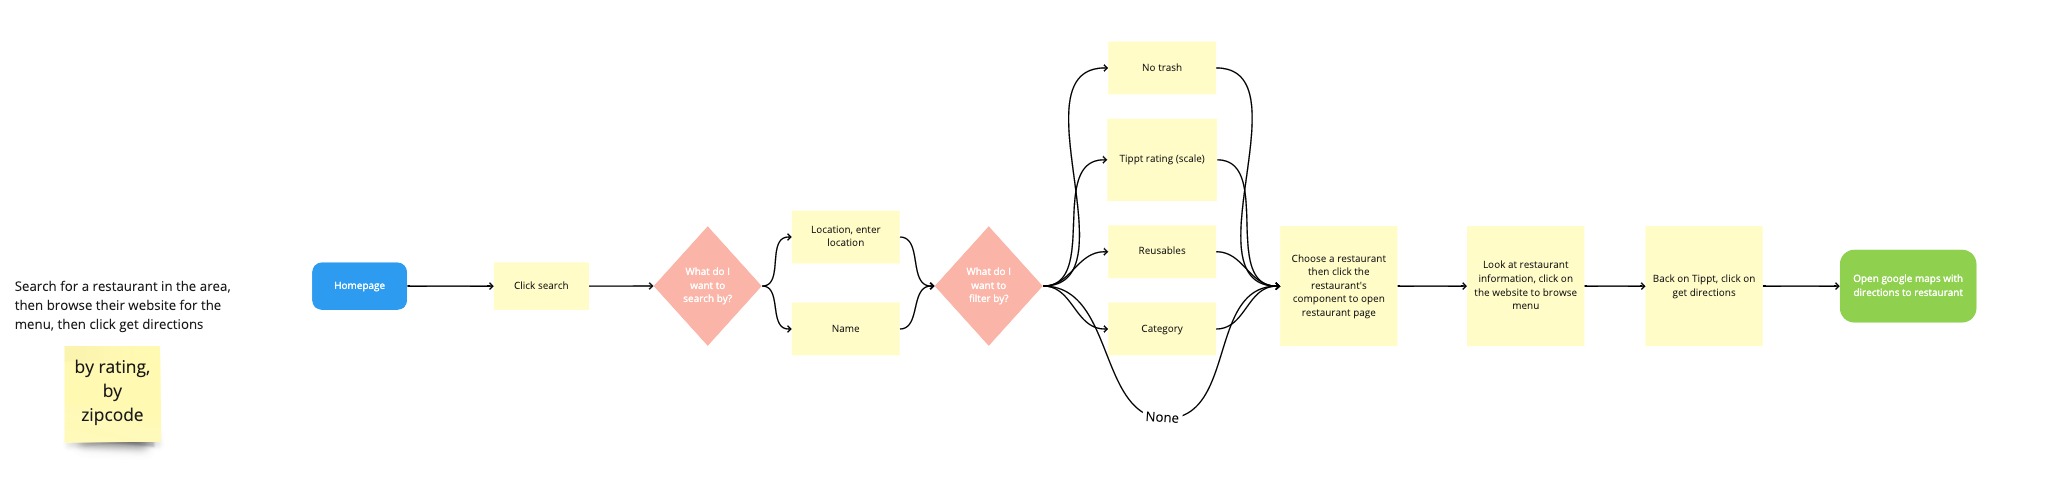 Search for a restaurant in the area,
then browse their website for the
menu, then click get directions
by rating,
by
zipcode
Homepage
Click search
What do I
want to
search by?
Location, enter
location
Name
What do I
want to
filter by?
No trash
Tippt rating (scale)
Reusables
Category
None
Choose a restaurant
then click the
restaurant's
component to open
restaurant page
Look at restaurant
information, click on
the website to browse
menu
Back on Tippt, click on
get directions
Open google maps with
directions to restaurant